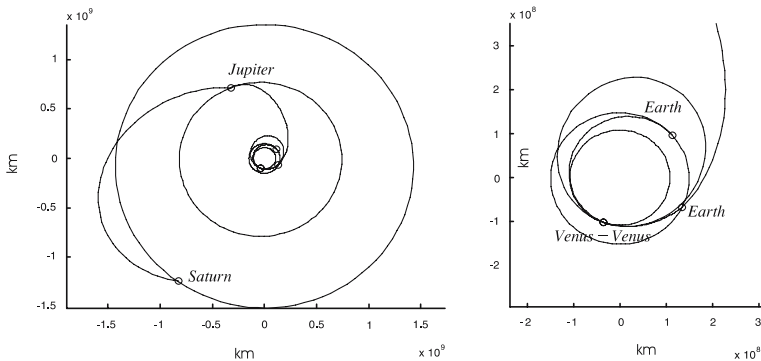 x 10⁹
1
0.5
0
-0.5
-1
-1.5
km
-1.5
-1
-0.5
0
0.5
1
1.5
km
x 10⁹
Jupiter
Saturn
x 10⁸
3
2
1
0
-1
-2
km
-2
-1
0
1
2
3
km
x 10⁸
Earth
Earth
Venus – Venus